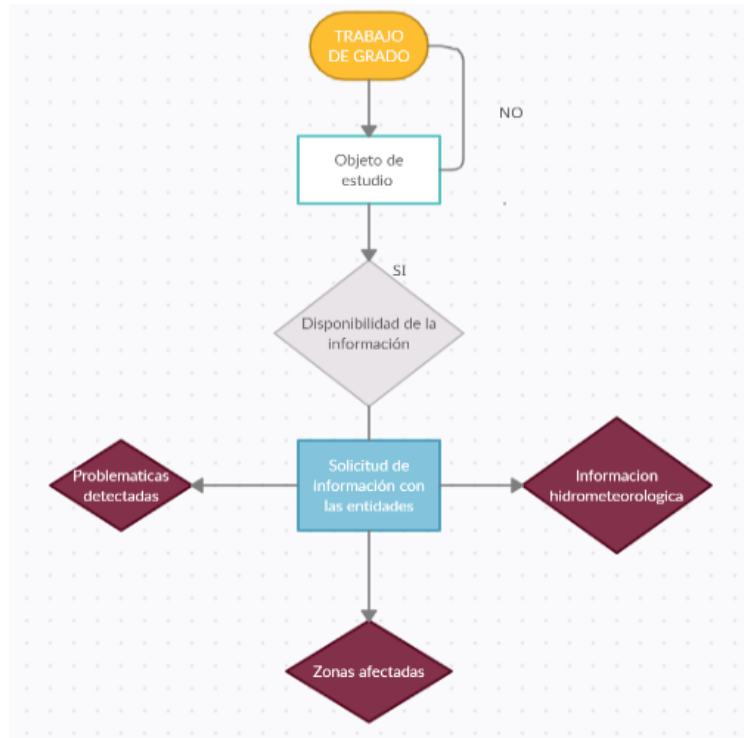 TRABAJO
DE GRADO
NO
Objeto de
estudio
SI
Disponibilidad de la
información
Problematicas
detectadas
Solicitud de
información con
las entidades
Informacion
hidrometeorologica
Zonas afectadas